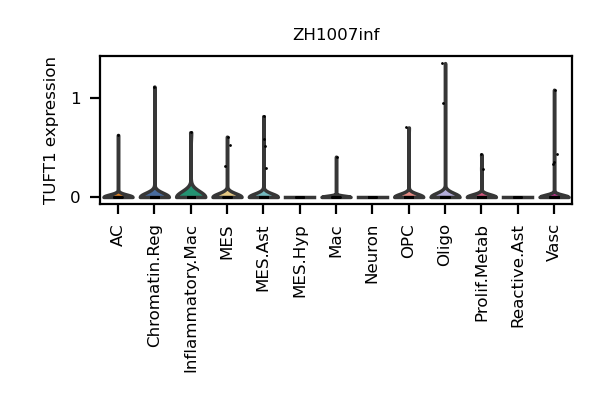 ZH1007inf
TUFT1 expression
1
0
AC
Chromatin.Reg
Inflammatory.Mac
MES
MES.Ast
MES.Hyp
Mac
Neuron
OPC
Oligo
Prolif.Metab
Reactive.Ast
Vasc